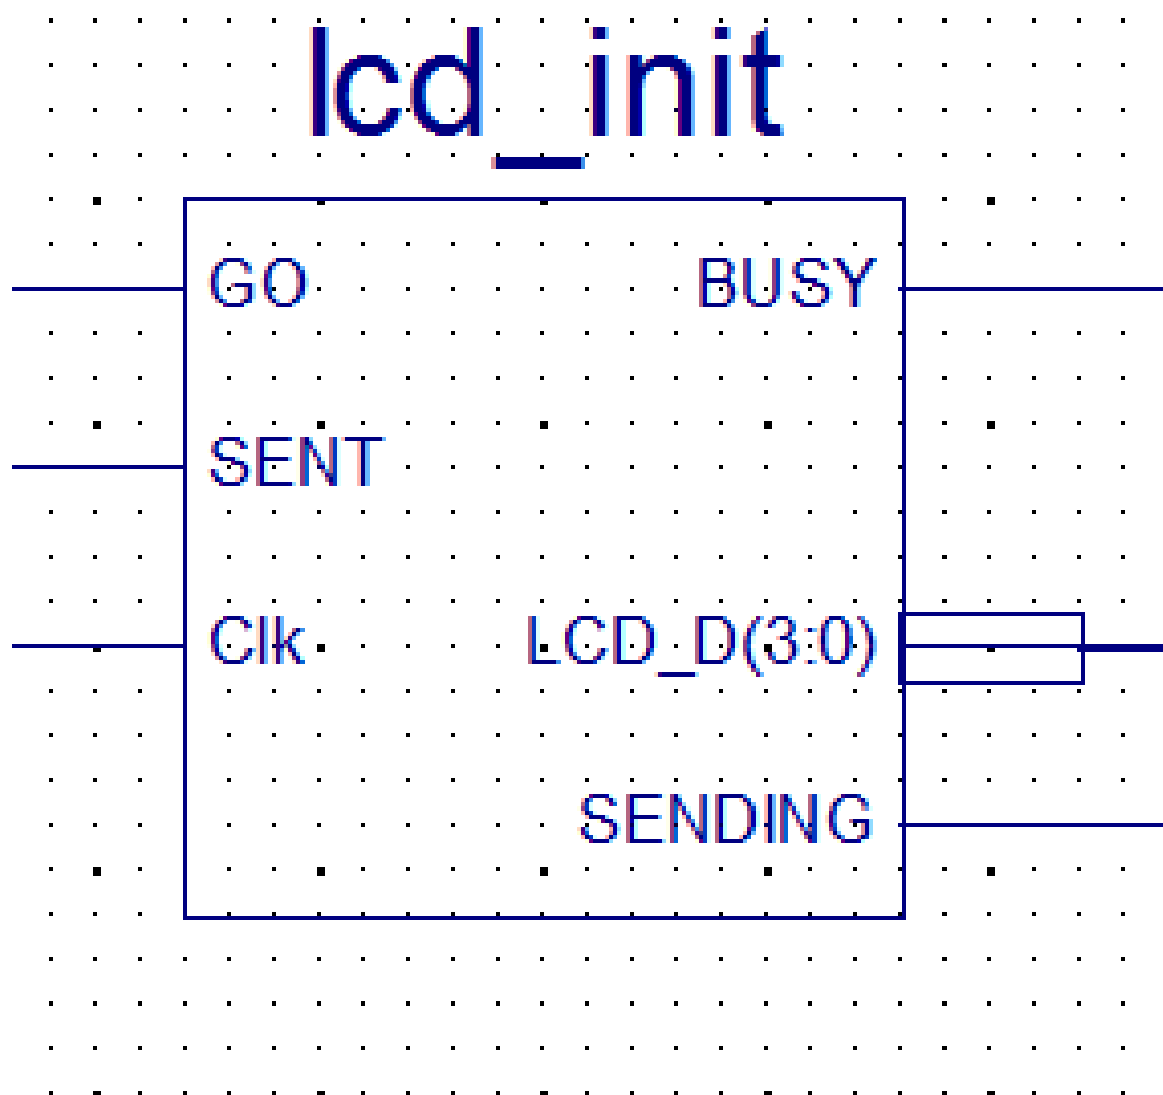 lcd_init
GO BUSY
SENT
Clk LCD_D(3:0)
SENDING